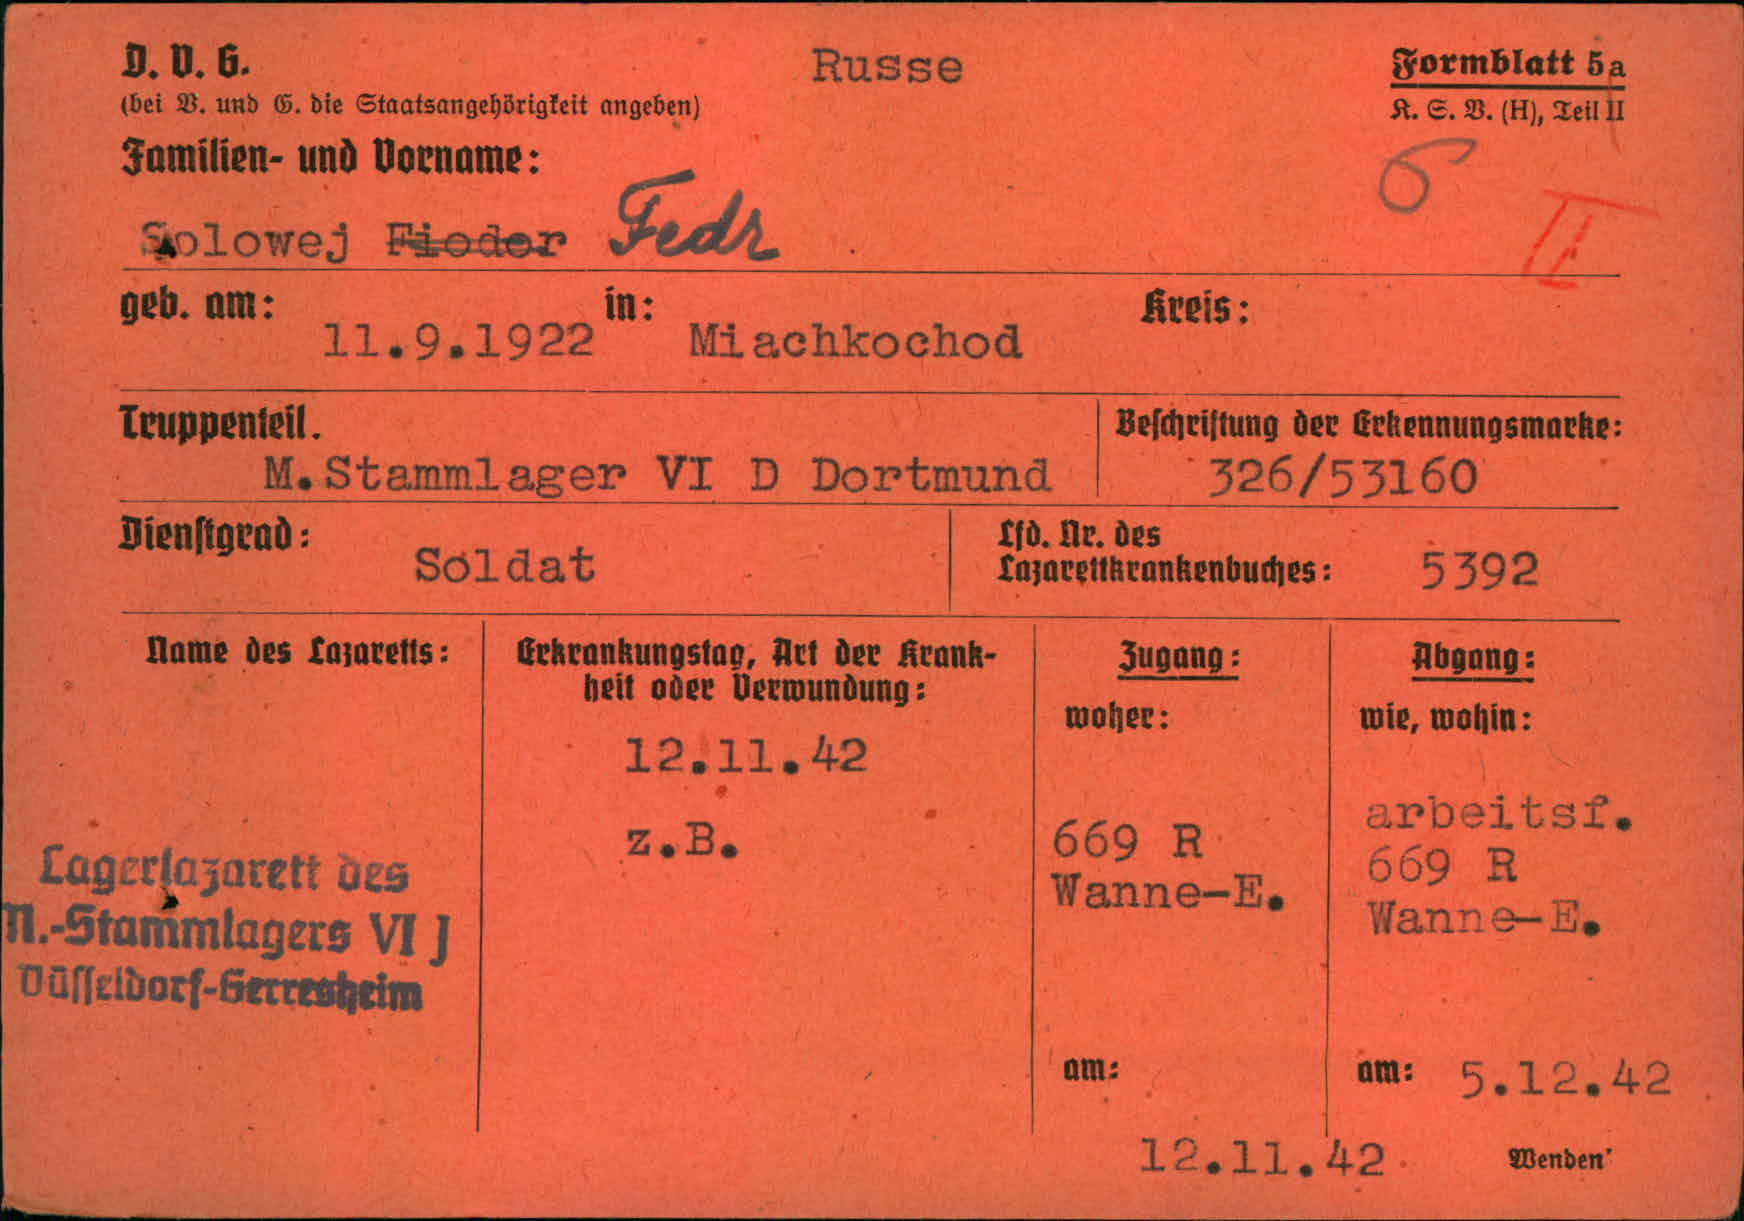 D. V. G.
Russe
Formblatt 5a
(bei V. und G. die Staatsangehörigkeit angeben)
K. S. V. (H), Teil II
Familien- und Vorname:
6
II
Solowej Fiodor Fedr
geb. am: 11.9.1922 in: Miachkochod Kreis:
Truppenteil.
Beschriftung der Erkennungsmarke:
M.Stammlager VI D Dortmund
326/53160
Dienstgrad: Soldat
Lfd. Nr. des
Lazarettkrankenbuches: 5392
Name des Lazaretts:
Lagerlazarett des
M.-Stammlagers VI J
Düsseldorf-Gerresheim
Erkrankungstag, Art der Krank-
heit oder Verwundung:
12.11.42
z.B.
Zugang:
woher:
669 R
Wanne-E.
am:
12.11.42
Abgang:
wie, wohin:
arbeitsf.
669 R
Wanne-E.
am: 5.12.42
Wenden